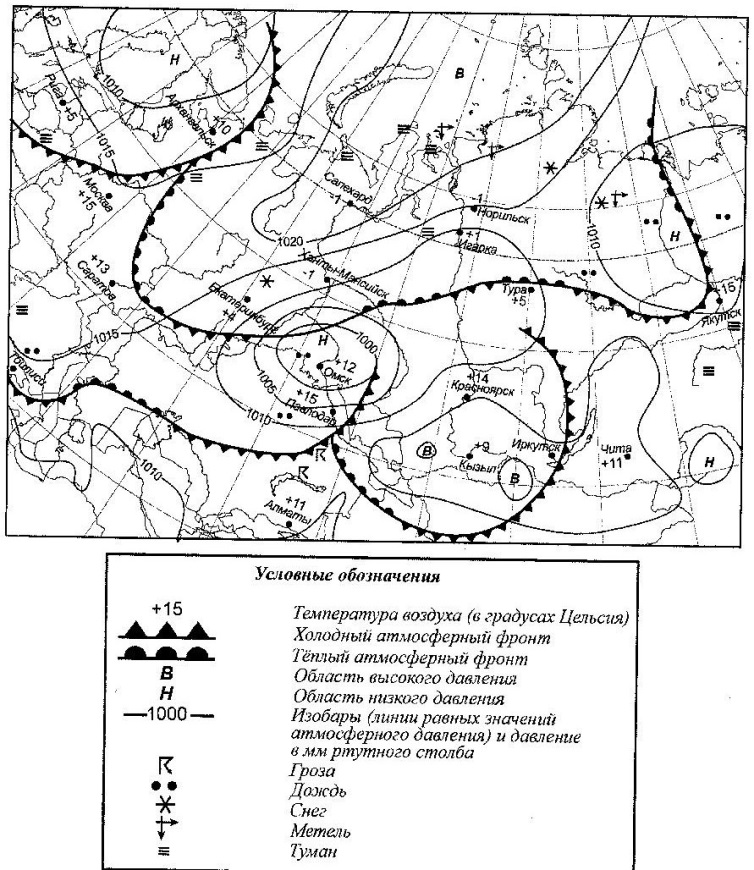 Н
В
1010
Рига
+5
+10
Архангельск
1015
Москва
+15
Салехард
-1
-1
Норильск
+1
Игарка
1010
Н
1020
+13
Саратов
Ханты-Мансийск
-1
Екатеринбург
+4
Тура
+5
+15
Якутск
1015
Н
1000
Тбилиси
+12
Омск
1005
+15
Павлодар
1010
+14
Красноярск
В
+9
Кызыл
Иркутск
В
Чита
+11
Н
1010
+11
Алматы
Условные обозначения
+15
Температура воздуха (в градусах Цельсия)
Холодный атмосферный фронт
Тёплый атмосферный фронт
В
Область высокого давления
Н
Область низкого давления
1000
Изобары (линии равных значений
атмосферного давления) и давление
в мм ртутного столба
Гроза
Дождь
Снег
Метель
Туман